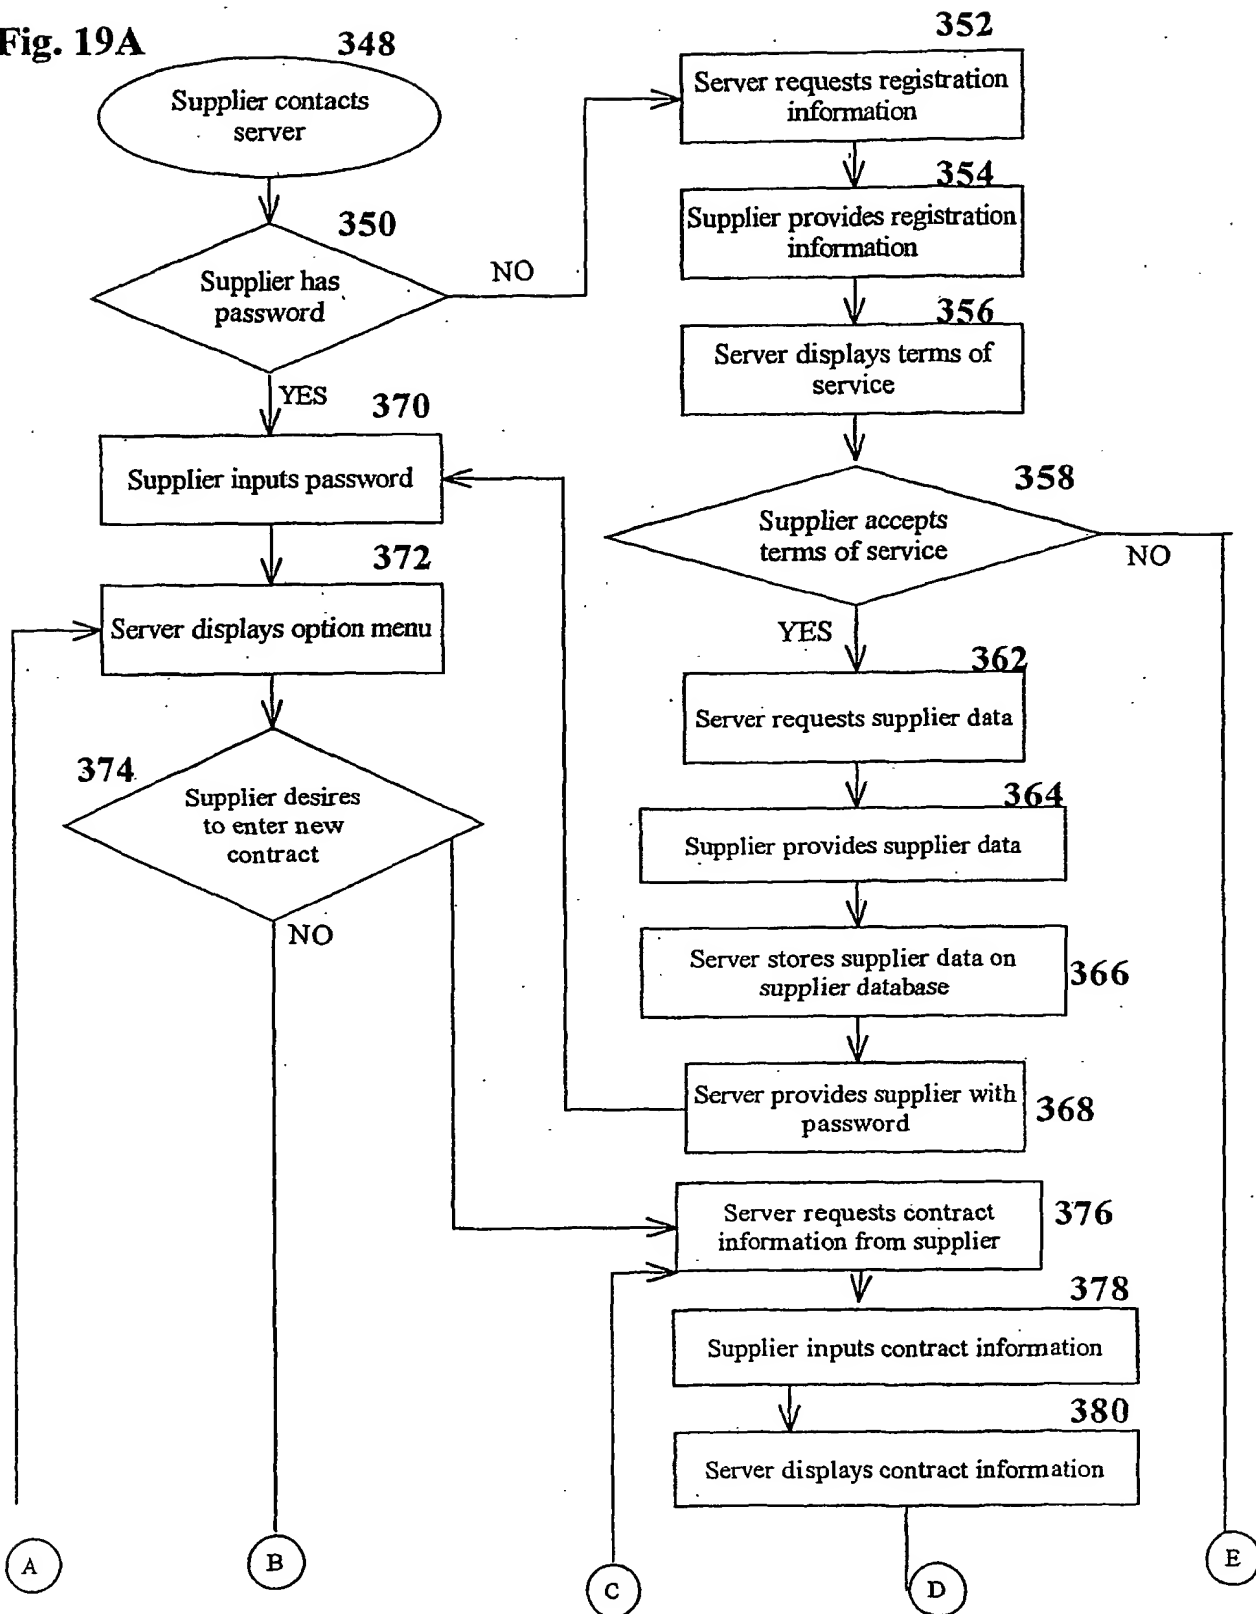 Fig. 19A
348
Supplier contacts
server
350
Supplier has
password
NO
YES
352
Server requests registration
information
354
Supplier provides registration
information
356
Server displays terms of
service
358
Supplier accepts
terms of service
NO
YES
362
Server requests supplier data
364
Supplier provides supplier data
Server stores supplier data on
supplier database
366
Server provides supplier with
password
368
370
Supplier inputs password
372
Server displays option menu
374
Supplier desires
to enter new
contract
NO
Server requests contract
information from supplier
376
378
Supplier inputs contract information
380
Server displays contract information
A
B
C
D
E